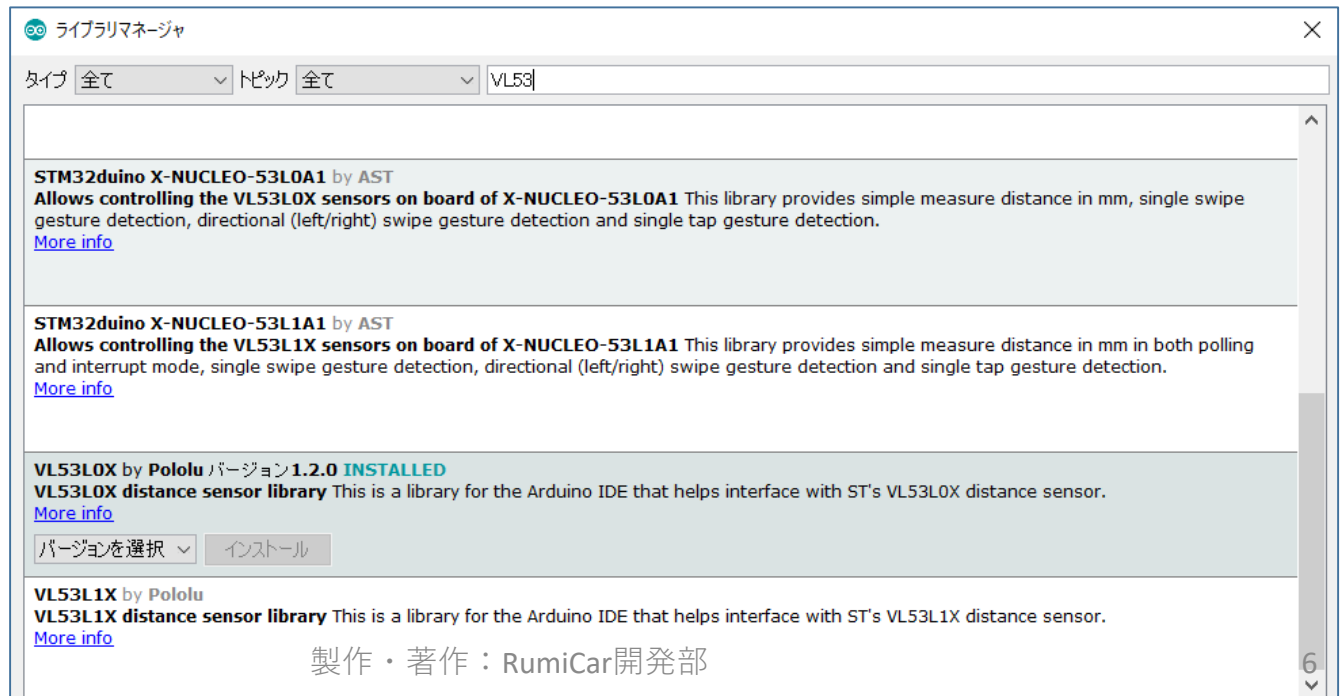 ライブラリマネージャ
タイプ 全て トピック 全て VL53
STM32duino X-NUCLEO-53L0A1 by AST
Allows controlling the VL53L0X sensors on board of X-NUCLEO-53L0A1 This library provides simple measure distance in mm, single swipe
gesture detection, directional (left/right) swipe gesture detection and single tap gesture detection.
More info
STM32duino X-NUCLEO-53L1A1 by AST
Allows controlling the VL53L1X sensors on board of X-NUCLEO-53L1A1 This library provides simple measure distance in mm in both polling
and interrupt mode, single swipe gesture detection, directional (left/right) swipe gesture detection and single tap gesture detection.
More info
VL53L0X by Pololu バージョン1.2.0 INSTALLED
VL53L0X distance sensor library This is a library for the Arduino IDE that helps interface with ST's VL53L0X distance sensor.
More info
バージョンを選択 インストール
VL53L1X by Pololu
VL53L1X distance sensor library This is a library for the Arduino IDE that helps interface with ST's VL53L1X distance sensor.
More info
製作・著作：RumiCar開発部 6